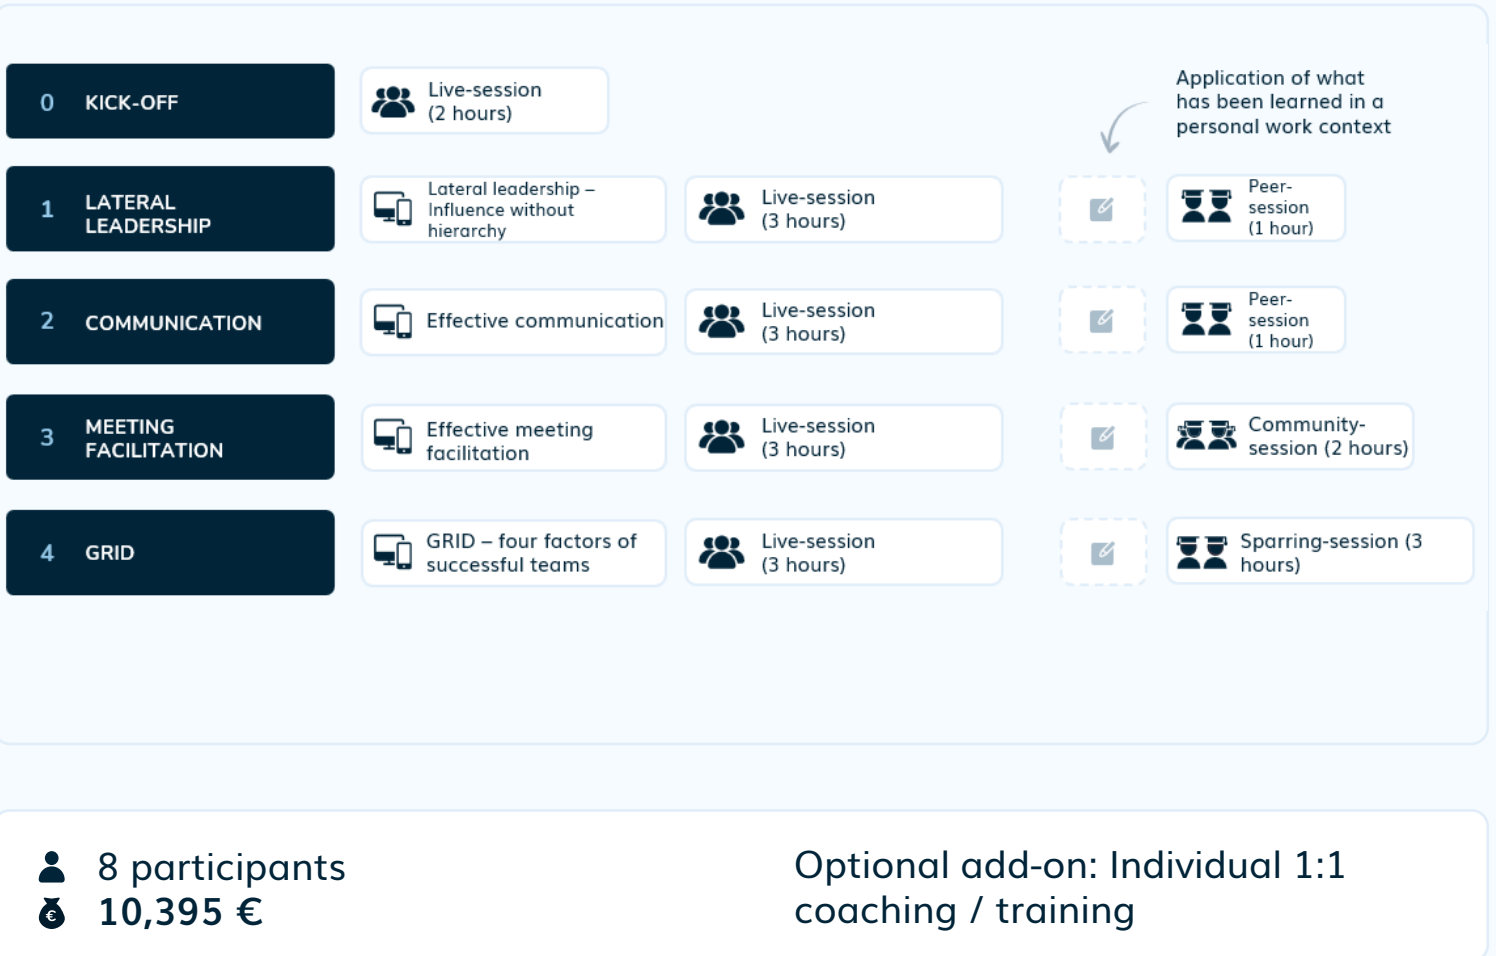 0 KICK-OFF
Live-session
(2 hours)
Application of what
has been learned in a
personal work context
1 LATERAL
LEADERSHIP
Lateral leadership –
Influence without
hierarchy
Live-session
(3 hours)
Peer-
session
(1 hour)
2 COMMUNICATION
Effective communication
Live-session
(3 hours)
Peer-
session
(1 hour)
3 MEETING
FACILITATION
Effective meeting
facilitation
Live-session
(3 hours)
Community-
session (2 hours)
4 GRID
GRID – four factors of
successful teams
Live-session
(3 hours)
Sparring-session (3
hours)
8 participants
€
10,395 €
Optional add-on: Individual 1:1
coaching / training